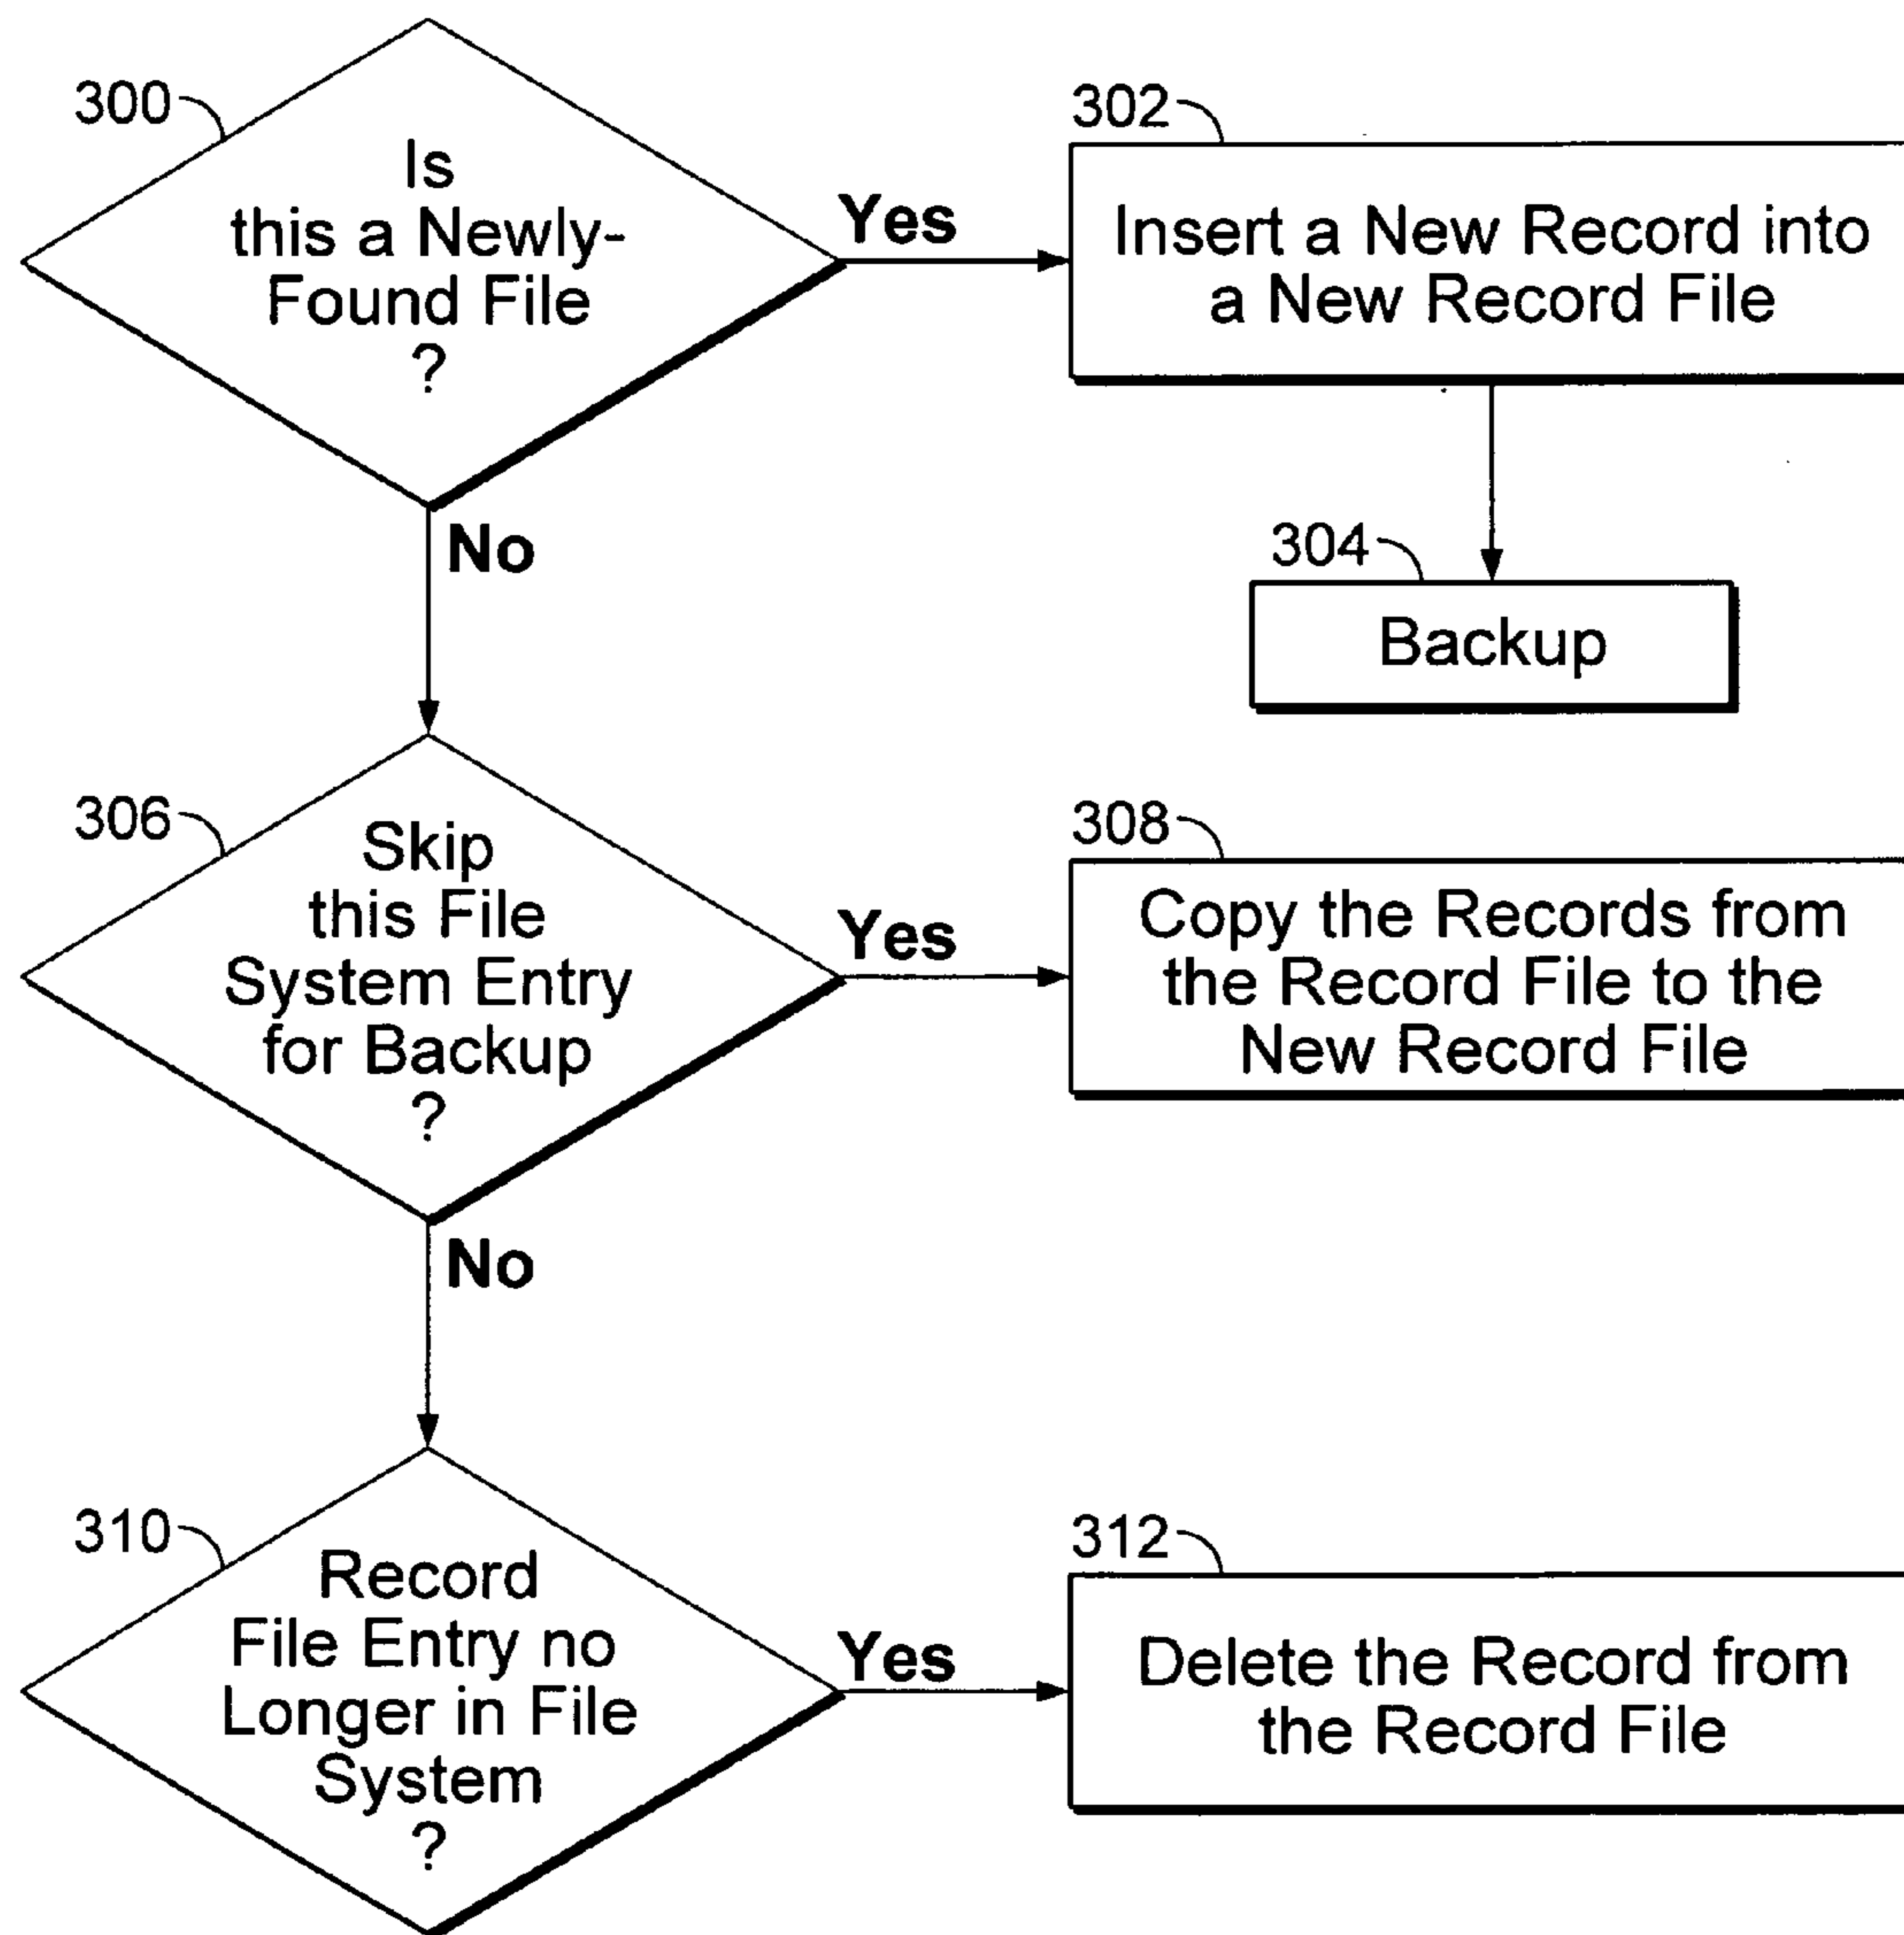 300
Is
this a Newly-
Found File
?
Yes
302
Insert a New Record into
a New Record File
No
304
Backup
306
Skip
this File
System Entry
for Backup
?
Yes
308
Copy the Records from
the Record File to the
New Record File
No
310
Record
File Entry no
Longer in File
System
?
Yes
312
Delete the Record from
the Record File